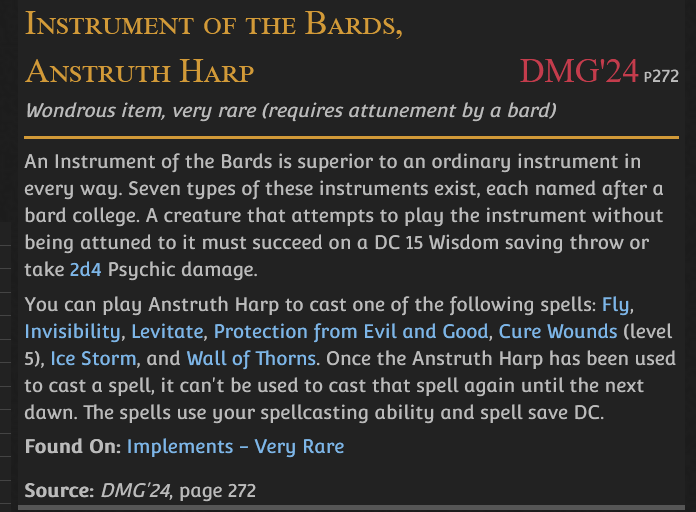 Instrument of the Bards,
Anstruth Harp DMG'24 p272
Wondrous item, very rare (requires attunement by a bard)
An Instrument of the Bards is superior to an ordinary instrument in
every way. Seven types of these instruments exist, each named after a
bard college. A creature that attempts to play the instrument without
being attuned to it must succeed on a DC 15 Wisdom saving throw or
take 2d4 Psychic damage.
You can play Anstruth Harp to cast one of the following spells: Fly,
Invisibility, Levitate, Protection from Evil and Good, Cure Wounds (level
5), Ice Storm, and Wall of Thorns. Once the Anstruth Harp has been used
to cast a spell, it can't be used to cast that spell again until the next
dawn. The spells use your spellcasting ability and spell save DC.
Found On: Implements – Very Rare
Source: DMG'24, page 272